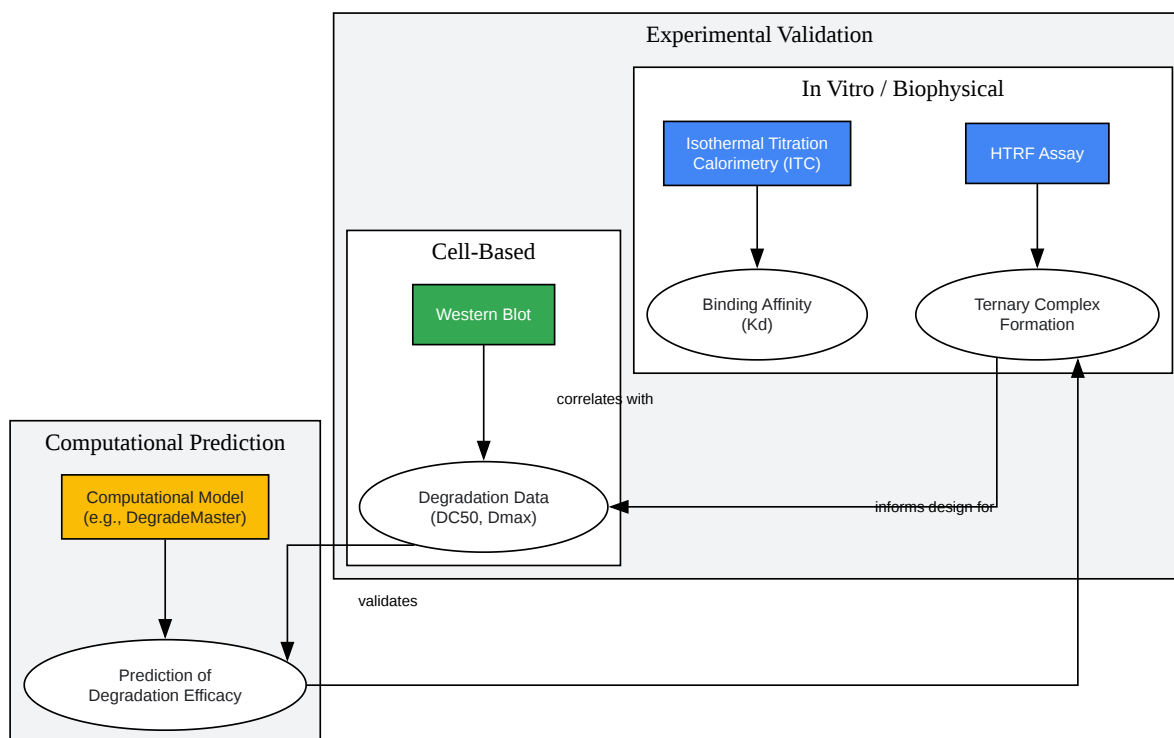 Experimental Validation
In Vitro / Biophysical
Isothermal Titration
Calorimetry (ITC)
HTRF Assay
Binding Affinity
(Kd)
Ternary Complex
Formation
Cell-Based
Western Blot
correlates with
Degradation Data
(DC50, Dmax)
informs design for
Computational Prediction
Computational Model
(e.g., DegradeMaster)
validates
Prediction of
Degradation Efficacy